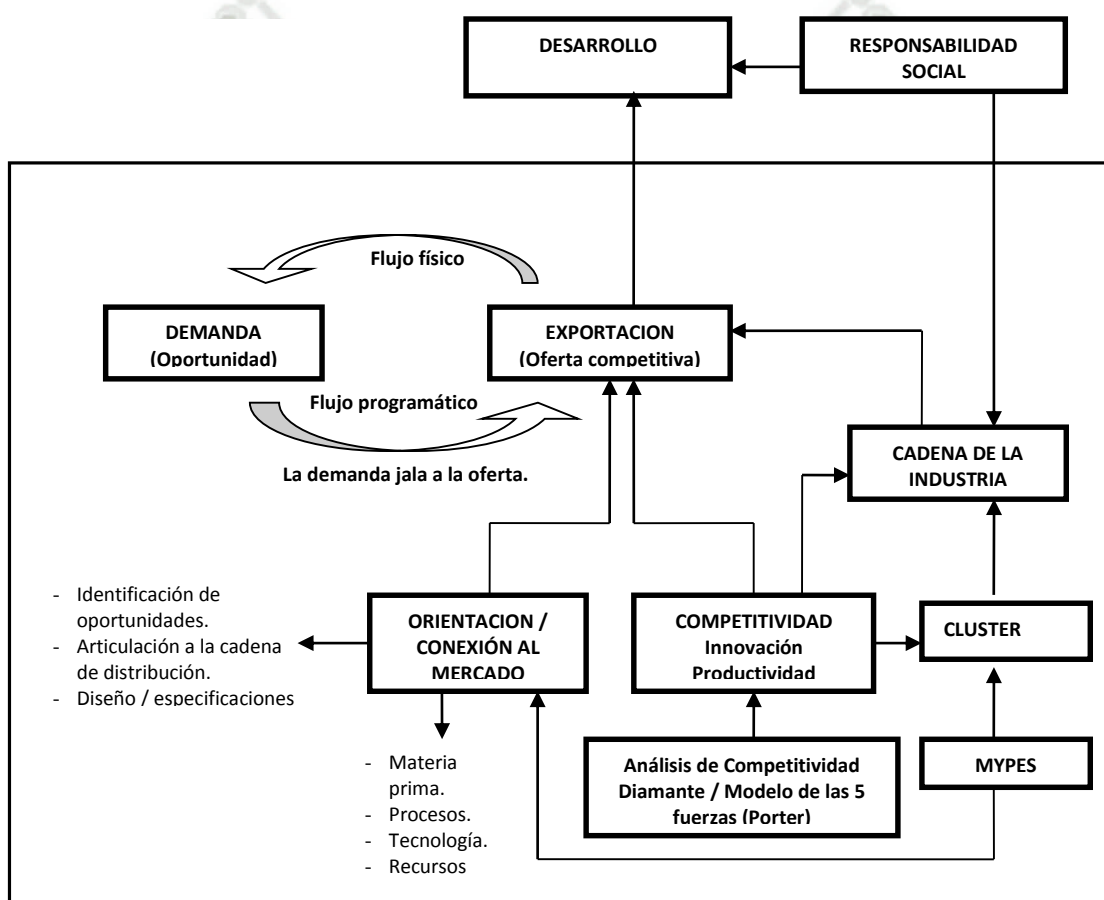 DESARROLLO
RESPONSABILIDAD
SOCIAL
Flujo físico
DEMANDA
(Oportunidad)
EXPORTACION
(Oferta competitiva)
Flujo programático
La demanda jala a la oferta.
CADENA DE LA
INDUSTRIA
- Identificación de
oportunidades.
- Articulación a la cadena
de distribución.
- Diseño / especificaciones
ORIENTACION /
CONEXIÓN AL
MERCADO
COMPETITIVIDAD
Innovación
Productividad
CLUSTER
- Materia
prima.
- Procesos.
- Tecnología.
- Recursos
Análisis de Competitividad
Diamante / Modelo de las 5
fuerzas (Porter)
MYPES